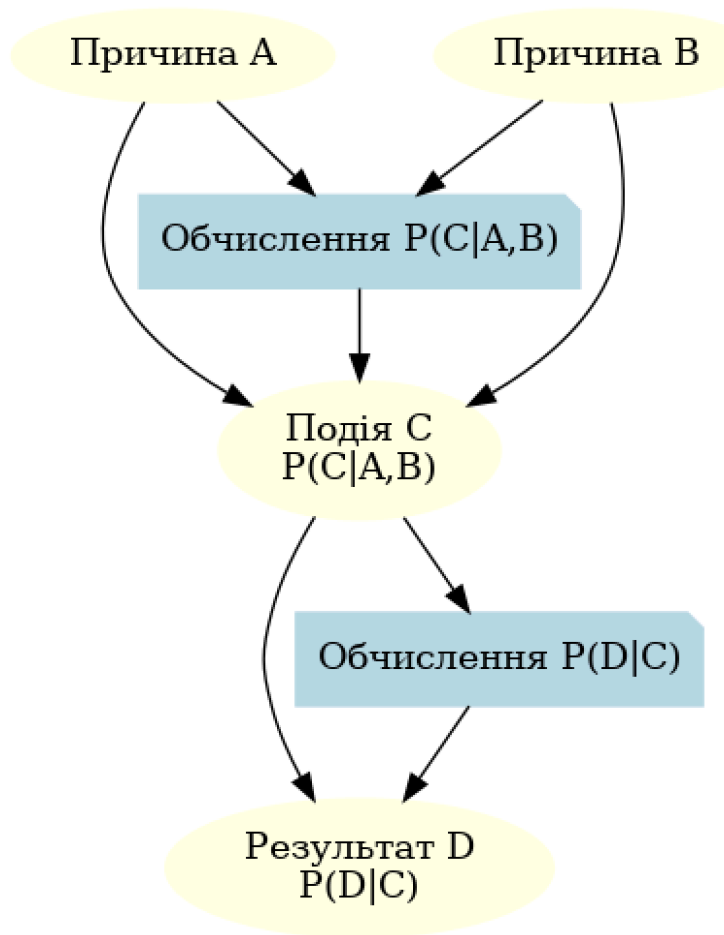 Причина A
Причина B
Обчислення P(C|A,B)
Подія C
P(C|A,B)
Обчислення P(D|C)
Результат D
P(D|C)